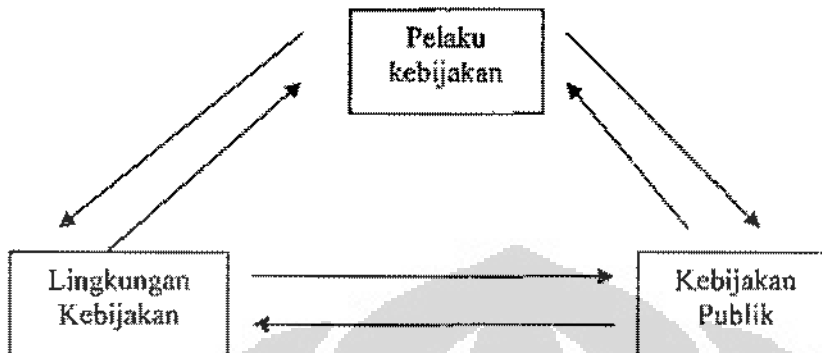 Pelaku
kebijakan
Lingkungan
Kebijakan
Kebijakan
Publik